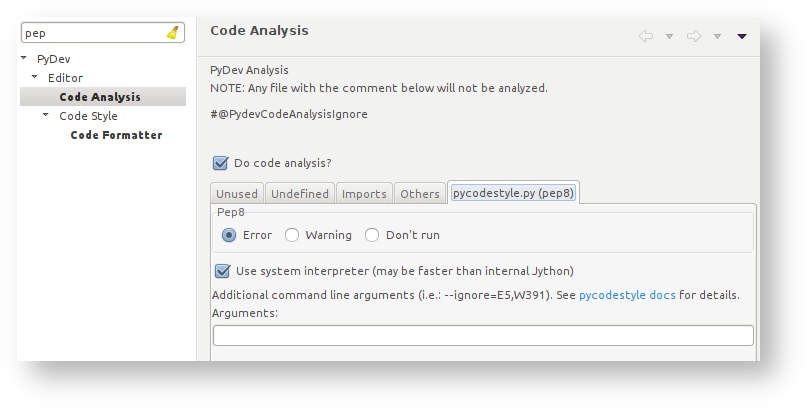 pep
PyDev
Editor
Code Analysis
Code Style
Code Formatter
Code Analysis
PyDev Analysis
NOTE: Any file with the comment below will not be analyzed.
#@PydevCodeAnalysisIgnore
Do code analysis?
Unused Undefined Imports Others pycodestyle.py (pep8)
Pep8
Error Warning Don't run
Use system interpreter (may be faster than internal Jython)
Additional command line arguments (i.e.: --ignore=E5,W391). See pycodestyle docs for details.
Arguments: